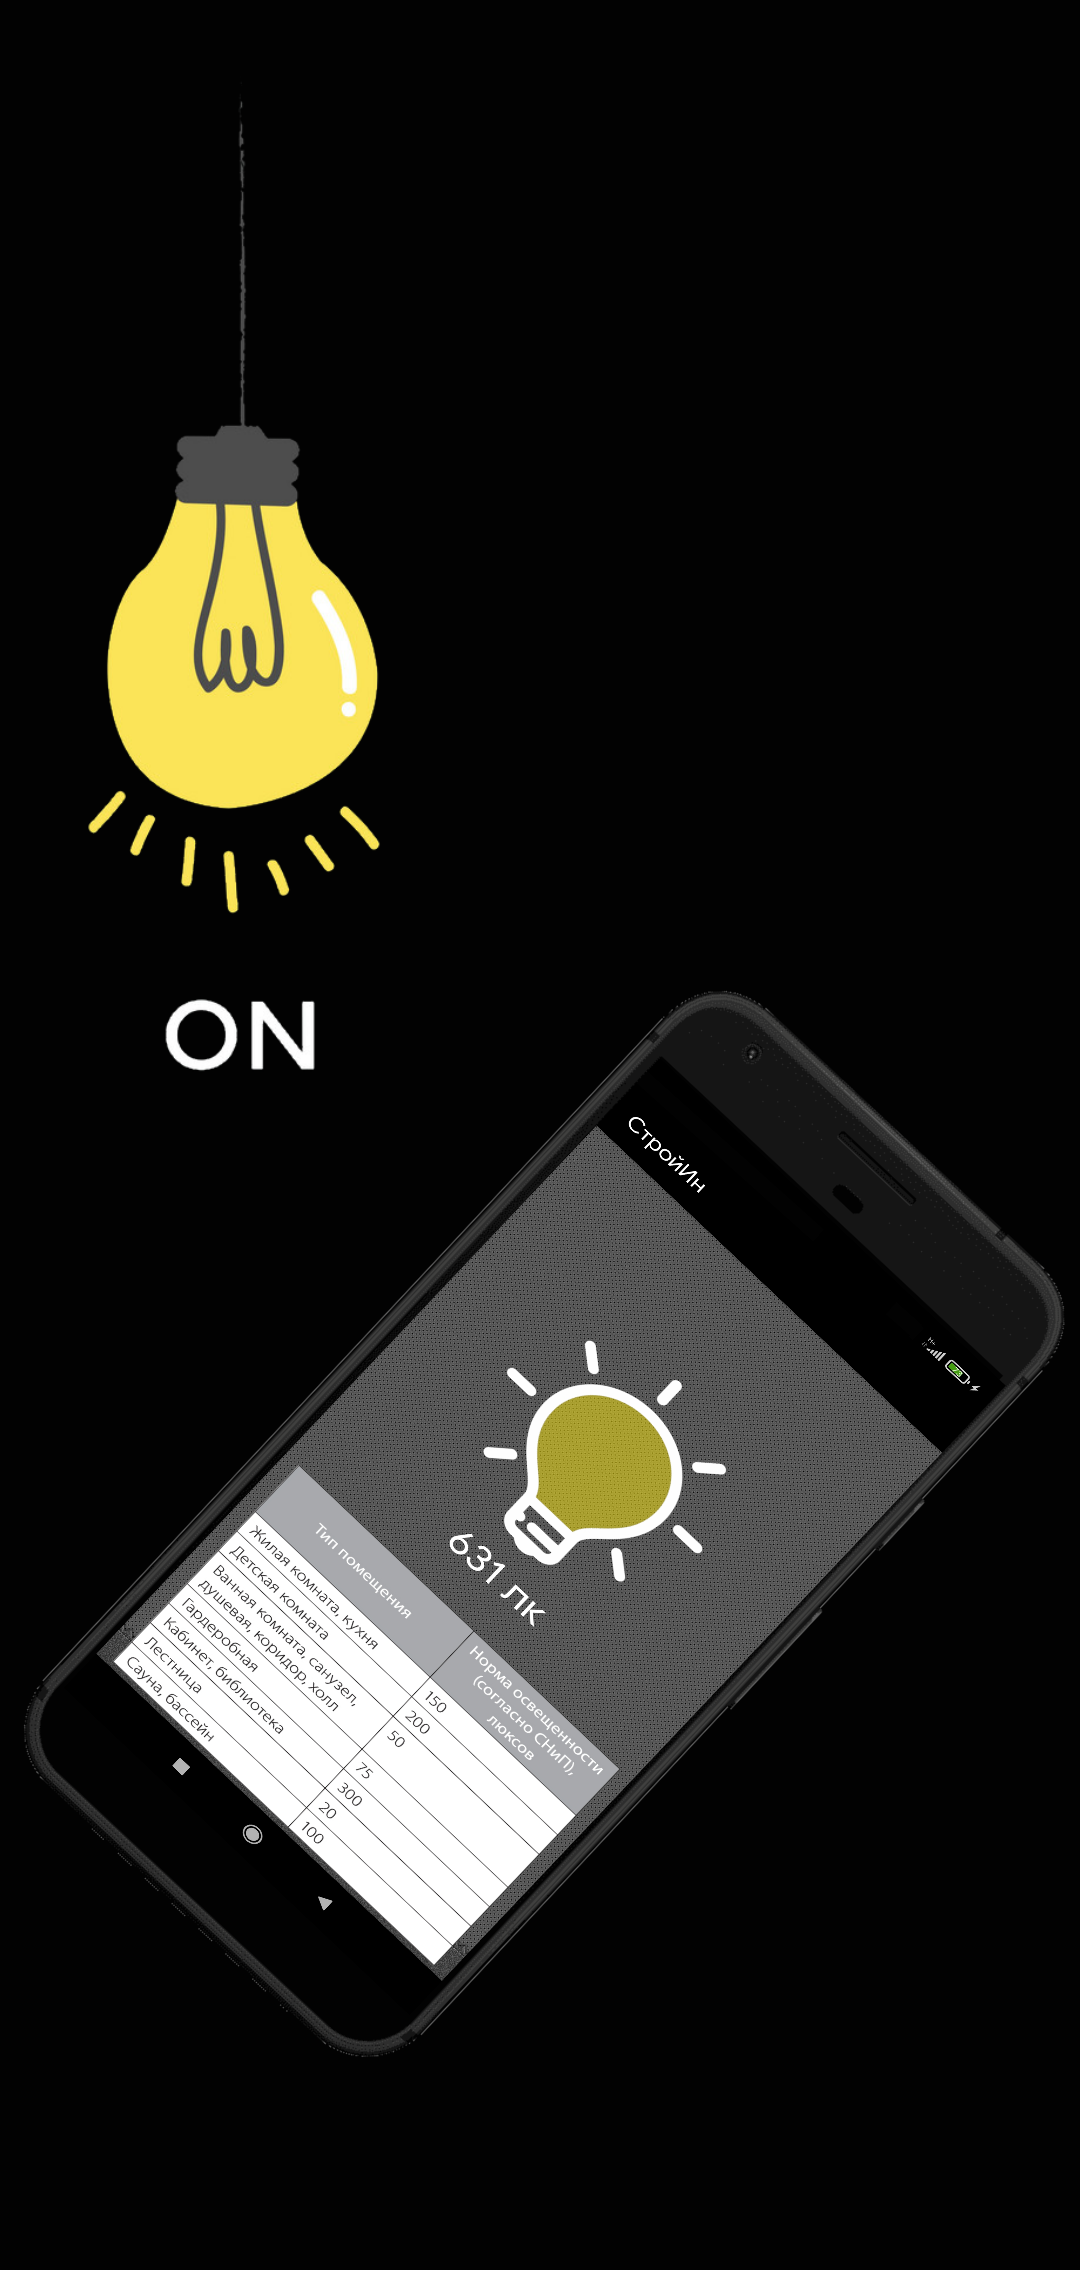 ON
СтройИн
631 ЛК
Тип помещения
Норма освещенности
(согласно СНиП),
люксов
Жилая комната, кухня
150
Детская комната
200
Ванная комната, санузел,
душевая, коридор, холл
50
Гардеробная
75
Кабинет, библиотека
300
Лестница
20
Сауна, бассейн
100